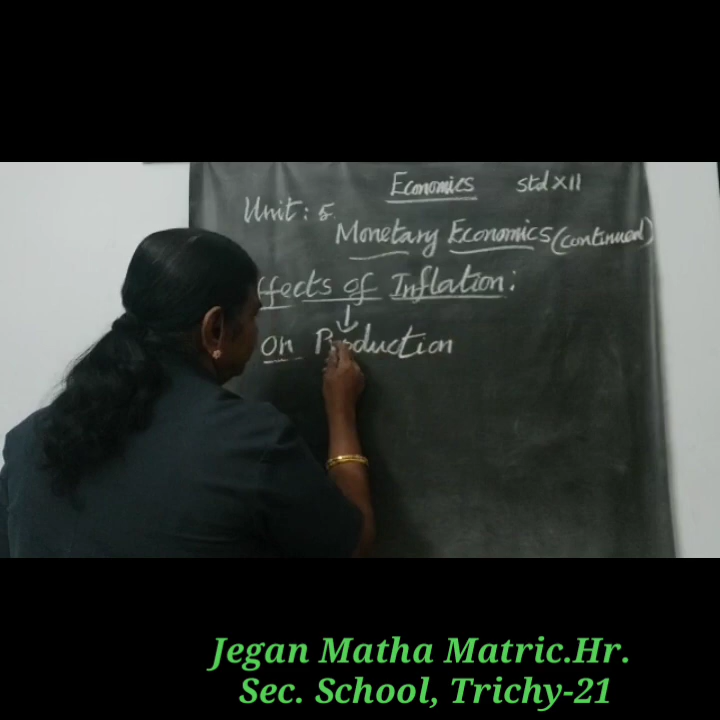 Economics std XII
Unit: 5.
Monetary Economics (continued)
ffects of Inflation:
on Production
Jegan Matha Matric.Hr.
Sec. School, Trichy-21